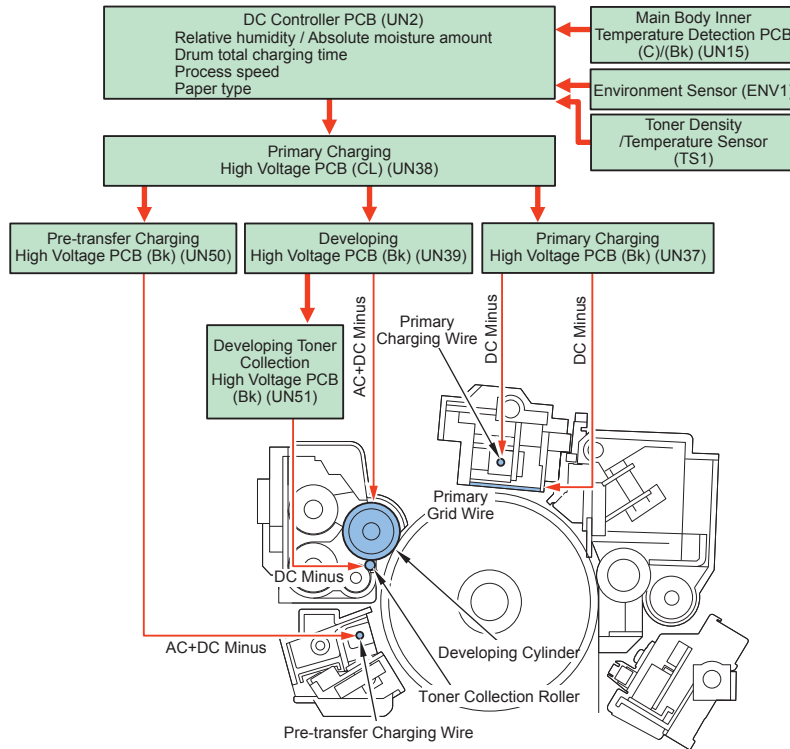 DC Controller PCB (UN2)
Relative humidity / Absolute moisture amount
Drum total charging time
Process speed
Paper type
Main Body Inner
Temperature Detection PCB
(C)/(Bk) (UN15)
Environment Sensor (ENV1)
Toner Density
/Temperature Sensor
(TS1)
Primary Charging
High Voltage PCB (CL) (UN38)
Pre-transfer Charging
High Voltage PCB (Bk) (UN50)
Developing
High Voltage PCB (Bk) (UN39)
Primary Charging
High Voltage PCB (Bk) (UN37)
Developing Toner
Collection
High Voltage PCB
(Bk) (UN51)
AC+DC Minus
Primary
Charging Wire
DC Minus
DC Minus
Primary
Grid Wire
DC Minus
AC+DC Minus
Developing Cylinder
Toner Collection Roller
Pre-transfer Charging Wire